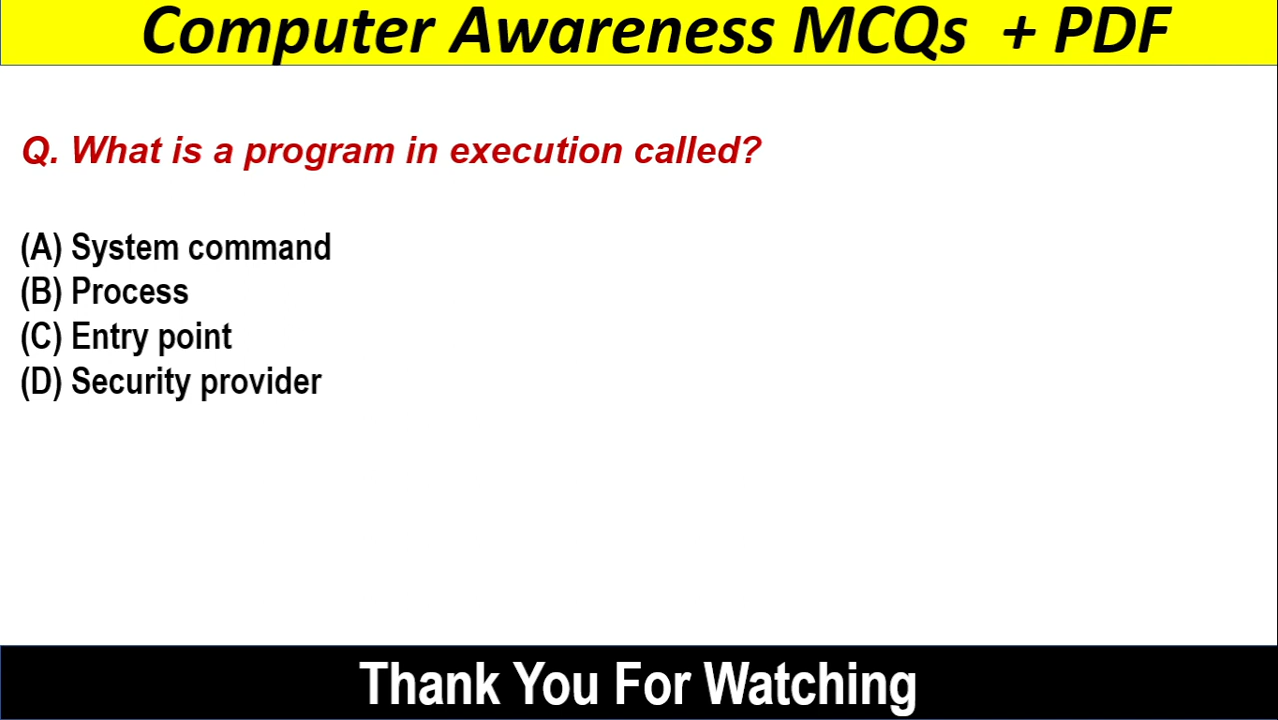 Computer Awareness MCQs + PDF
Q. What is a program in execution called?
(A) System command
(B) Process
(C) Entry point
(D) Security provider
Thank You For Watching